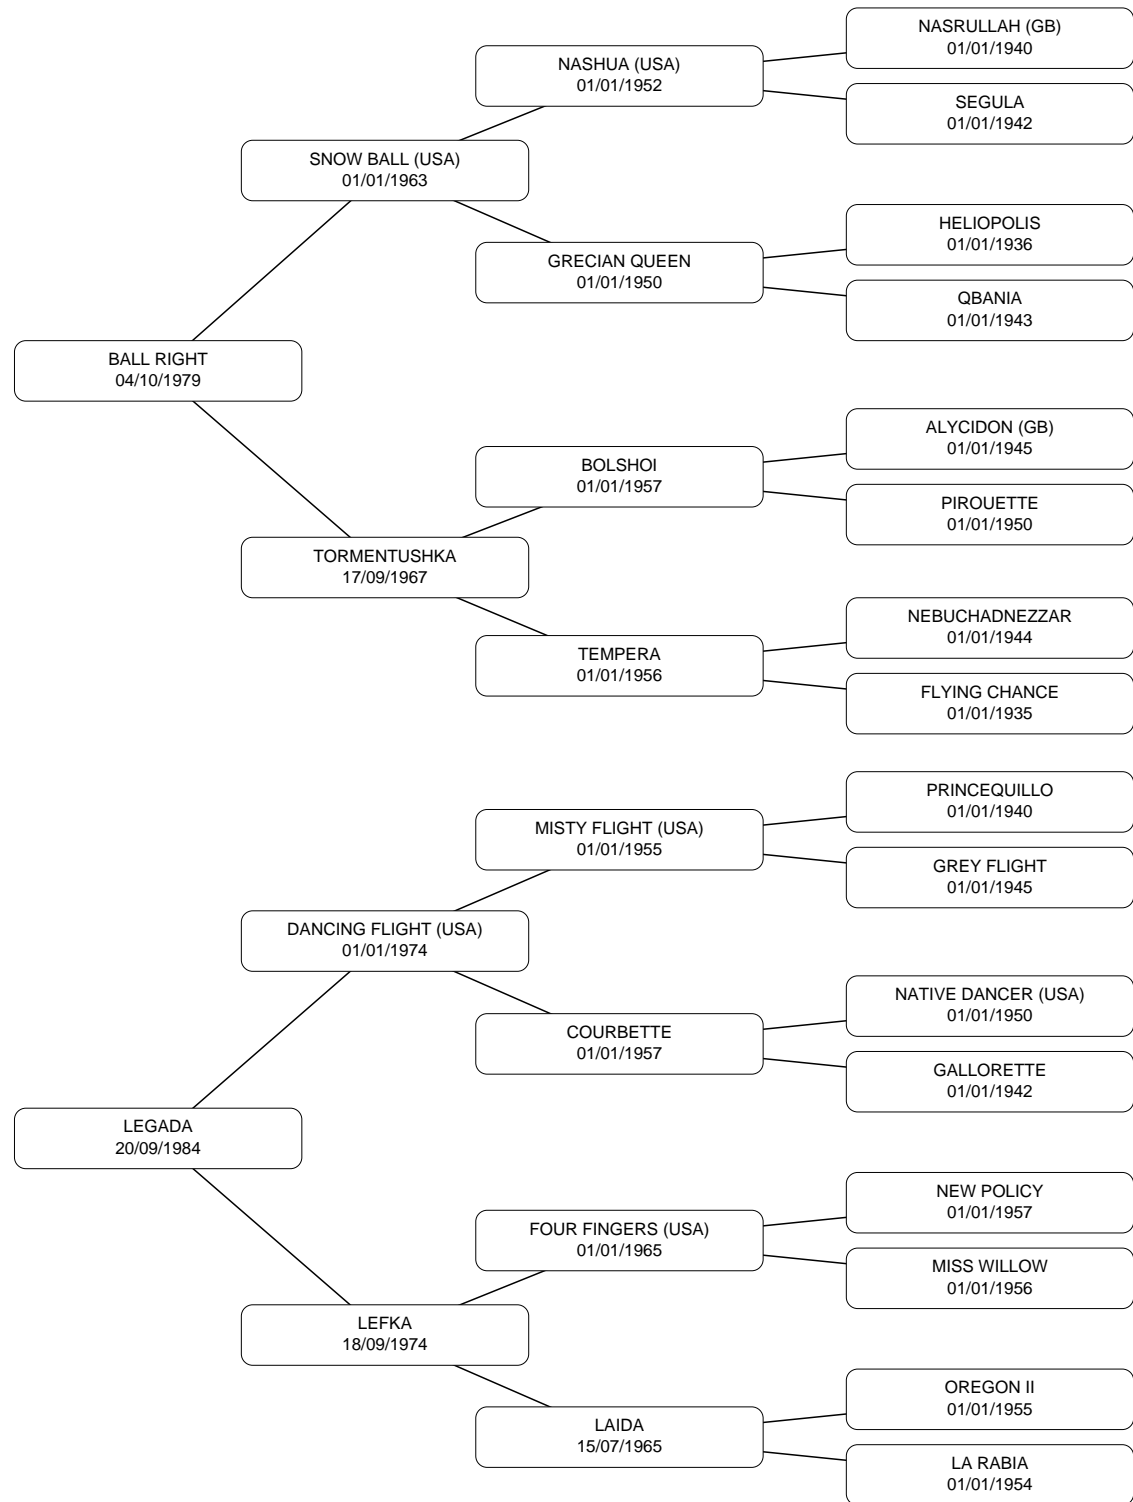 NASRULLAH (GB)
01/01/1940
NASHUA (USA)
01/01/1952
SEGULA
01/01/1942
SNOW BALL (USA)
01/01/1963
HELIOPOLIS
01/01/1936
GRECIAN QUEEN
01/01/1950
QBANIA
01/01/1943
BALL RIGHT
04/10/1979
ALYCIDON (GB)
01/01/1945
BOLSHOI
01/01/1957
PIROUETTE
01/01/1950
TORMENTUSHKA
17/09/1967
NEBUCHADNEZZAR
01/01/1944
TEMPERA
01/01/1956
FLYING CHANCE
01/01/1935
PRINCEQUILLO
01/01/1940
MISTY FLIGHT (USA)
01/01/1955
GREY FLIGHT
01/01/1945
DANCING FLIGHT (USA)
01/01/1974
NATIVE DANCER (USA)
01/01/1950
COURBETTE
01/01/1957
GALLORETTE
01/01/1942
LEGADA
20/09/1984
NEW POLICY
01/01/1957
FOUR FINGERS (USA)
01/01/1965
MISS WILLOW
01/01/1956
LEFKA
18/09/1974
OREGON II
01/01/1955
LAIDA
15/07/1965
LA RABIA
01/01/1954